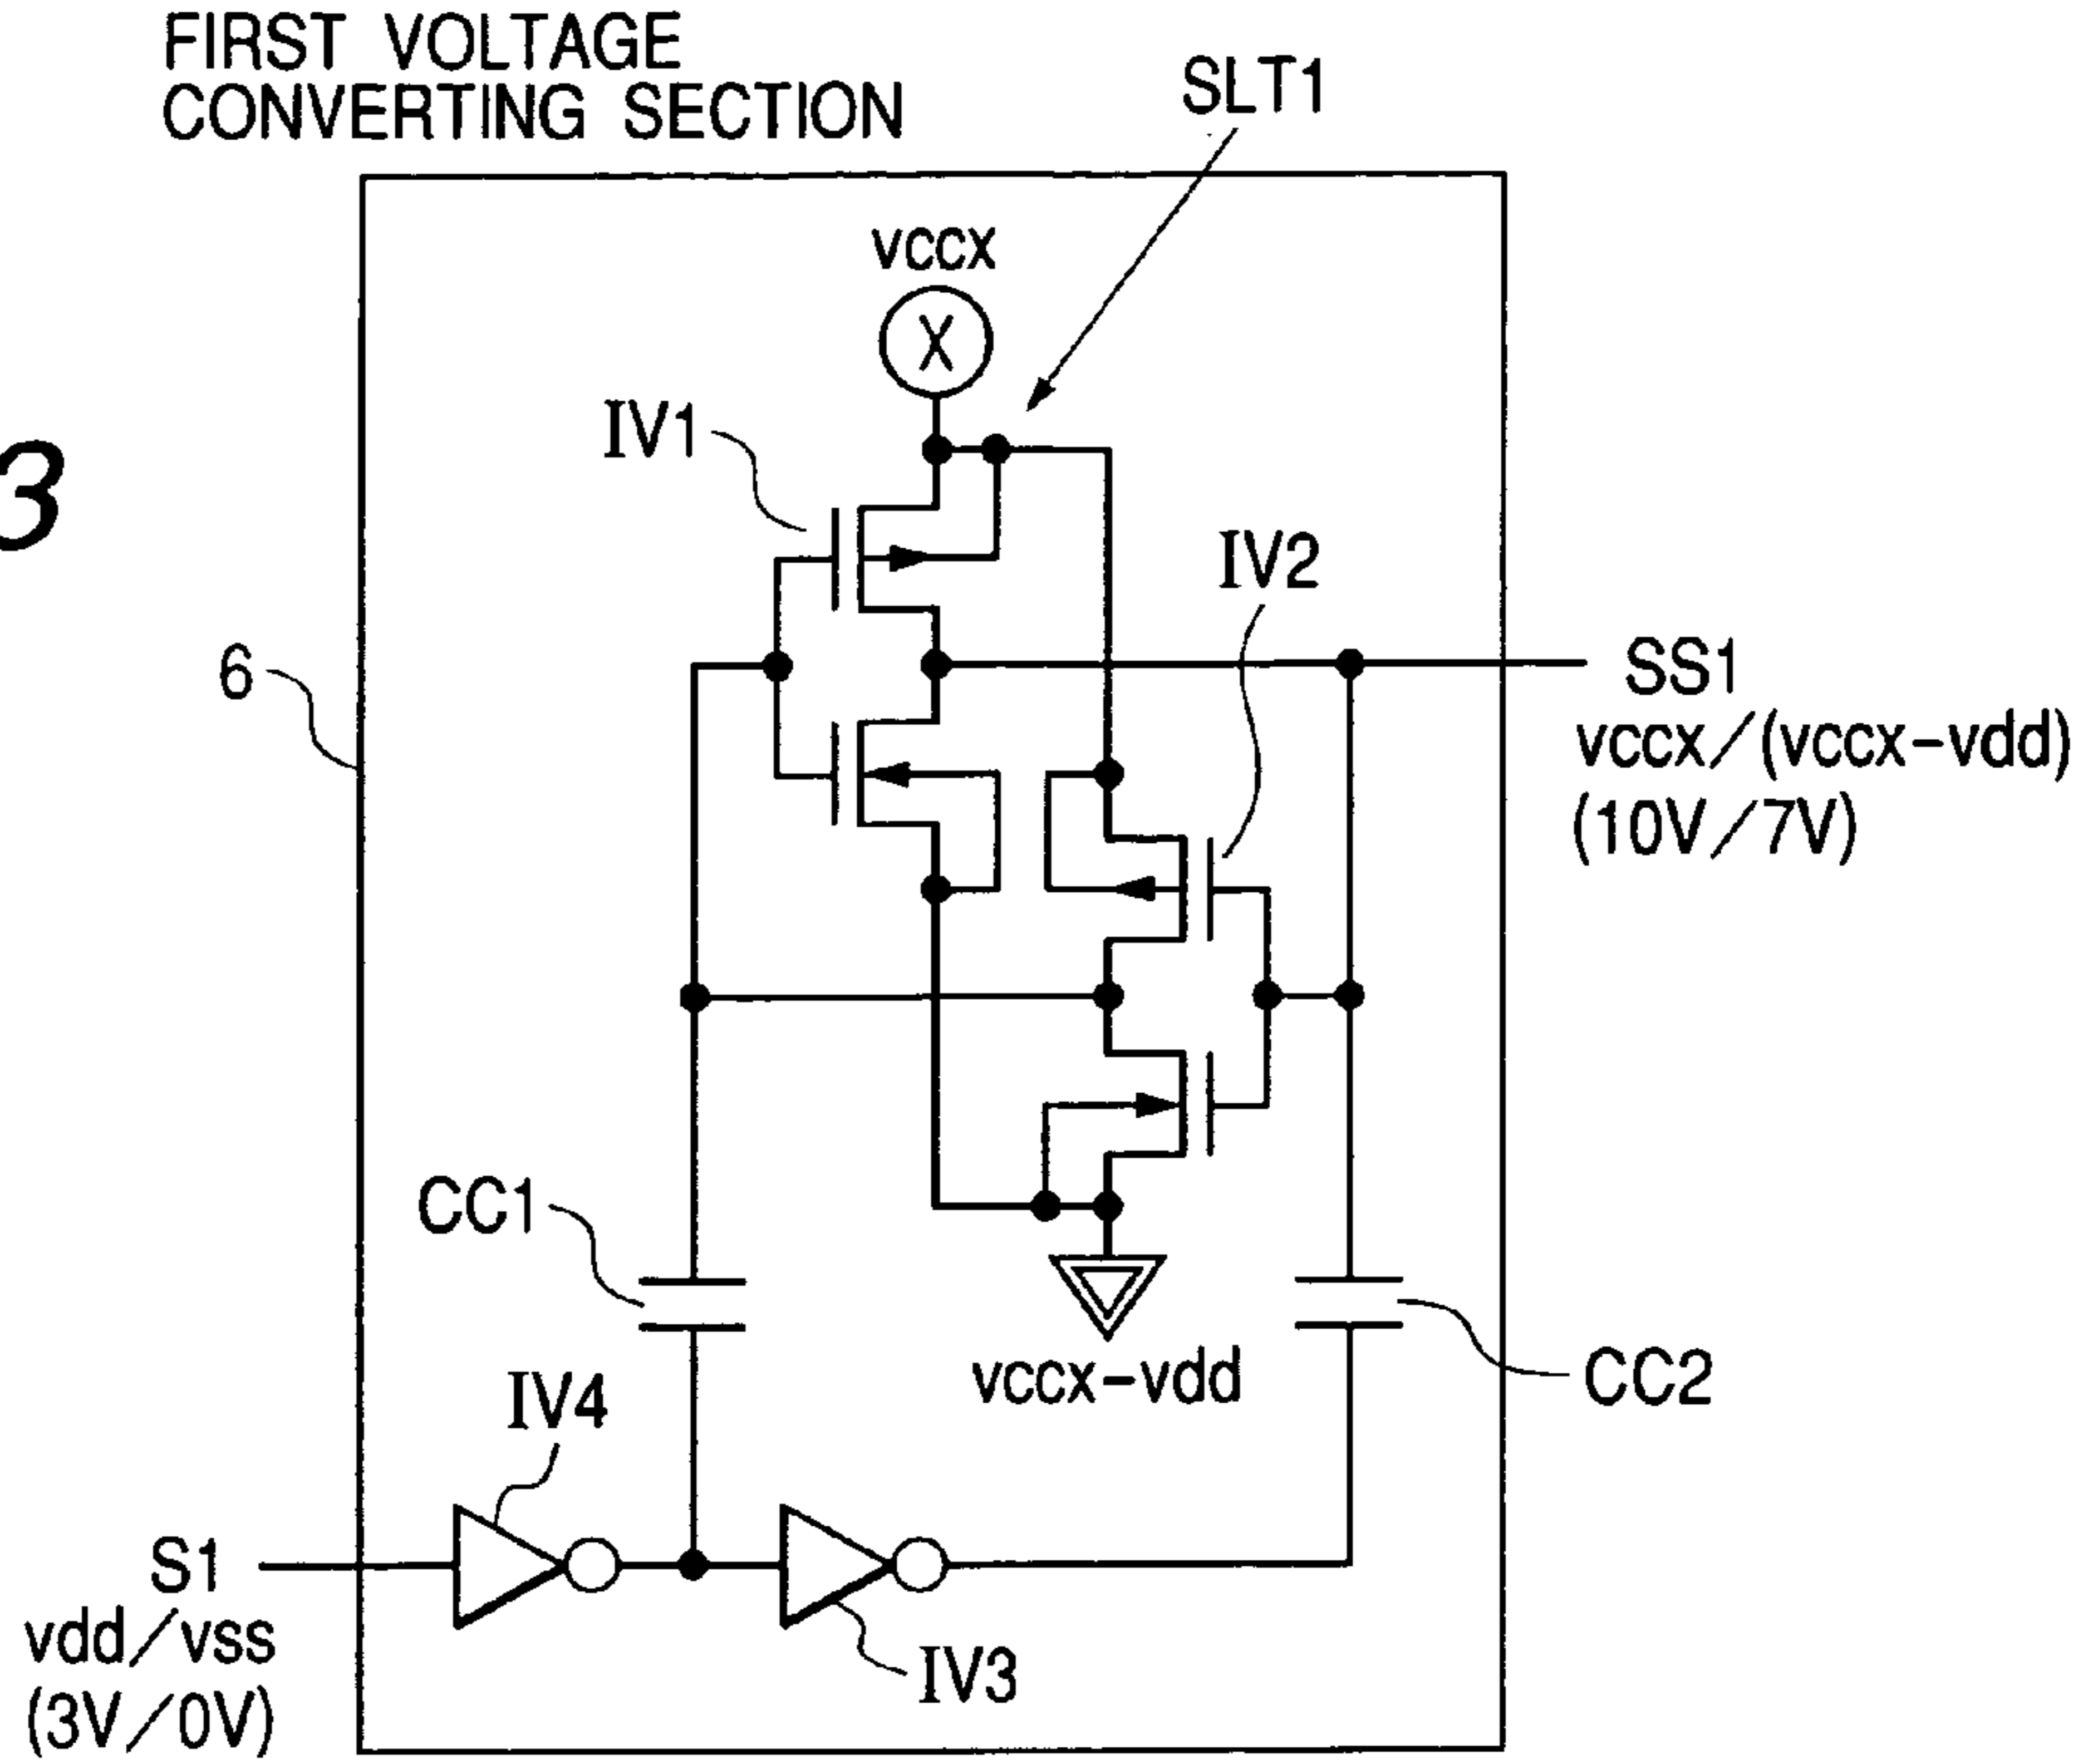 FIRST VOLTAGE
CONVERTING SECTION
SLT1
vccx
X
IV1
3
IV2
6
SS1
vccx/(vccx-vdd)
(10V/7V)
CC1
vccx-vdd
CC2
IV4
S1
vdd/vss
(3V/0V)
IV3